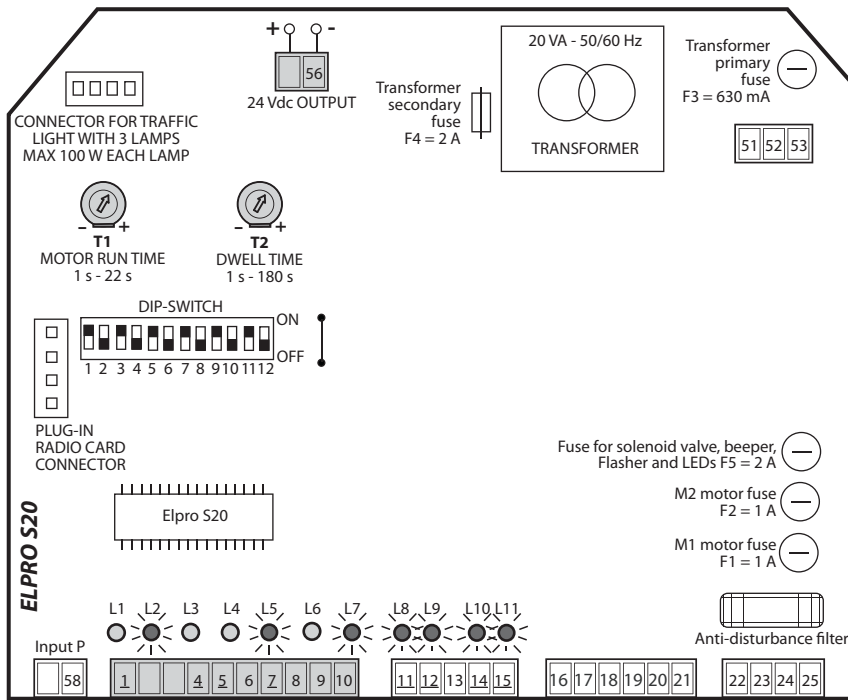 + -
56
24 Vdc OUTPUT
CONNECTOR FOR TRAFFIC
LIGHT WITH 3 LAMPS
MAX 100 W EACH LAMP
Transformer
secondary
fuse
F4 = 2 A
20 VA - 50/60 Hz
TRANSFORMER
Transformer
primary
fuse
F3 = 630 mA
51 52 53
- +
T1
MOTOR RUN TIME
1 s - 22 s
- +
T2
DWELL TIME
1 s - 180 s
DIP-SWITCH
ON
OFF
1 2 3 4 5 6 7 8 9 10 11 12
PLUG-IN
RADIO CARD
CONNECTOR
Fuse for solenoid valve, beeper,
Flasher and LEDs F5 = 2 A
M2 motor fuse
F2 = 1 A
M1 motor fuse
F1 = 1 A
Elpro S20
ELPRO S20
L1 L2 L3 L4 L5 L6 L7 L8 L9 L10 L11
Anti-disturbance filter
Input P
58 1 4 5 6 7 8 9 10 11 12 13 14 15 16 17 18 19 20 21 22 23 24 25